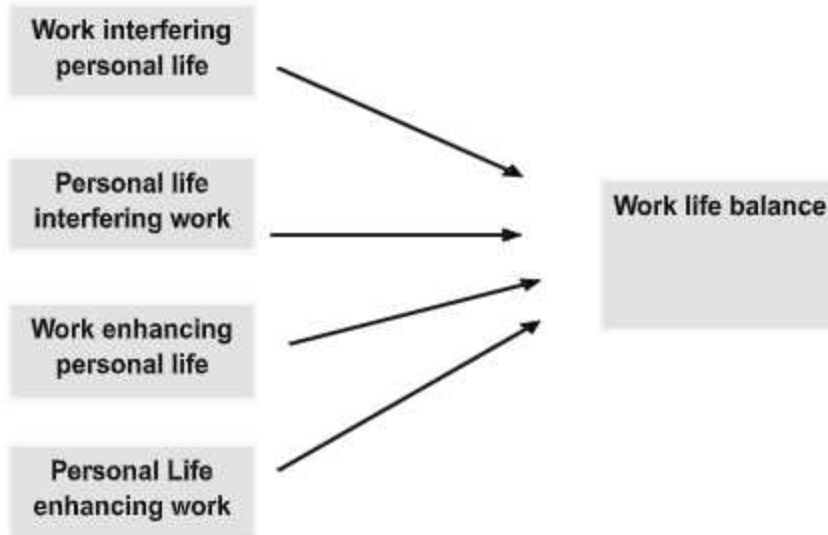 Work interfering
personal life
Personal life
interfering work
Work life balance
Work enhancing
personal life
Personal Life
enhancing work